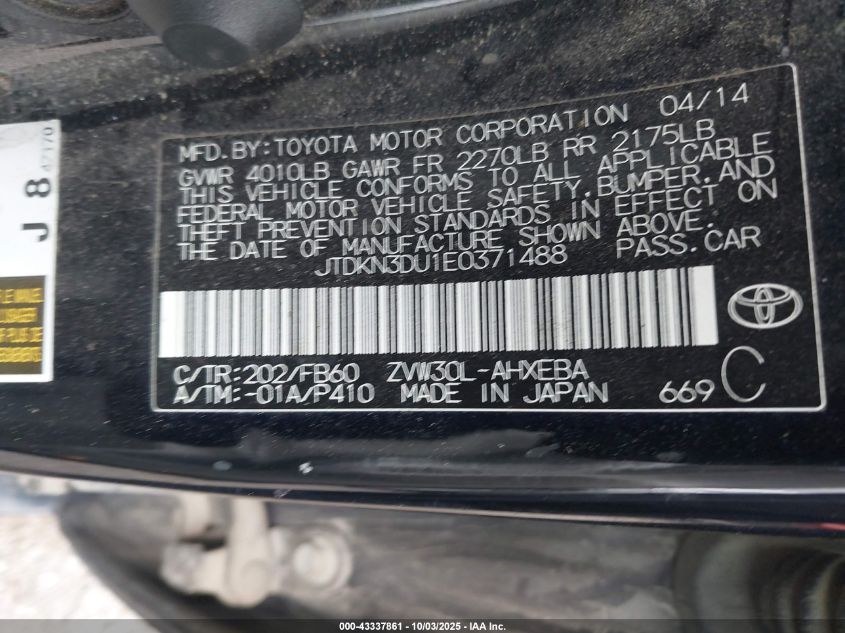 04/14
MFD.BY:TOYOTA MOTOR CORPORATION
GVWR 4010LB GAWR FR 2270LB RR 2175LB
THIS VEHICLE CONFORMS TO ALL APPLICABLE
FEDERAL MOTOR VEHICLE SAFETY,BUMPER,AND
THEFT PREVENTION STANDARDS IN EFFECT ON
THE DATE OF MANUFACTURE SHOWN ABOVE.
JTDKN3DU1E0371488 PASS.CAR
C/TR:202/FB60 ZVW30L-AHXEBA
A/TM:-01A/P410 MADE IN JAPAN
669 C
J 8
42170
000-43337861 - 10/03/2025 - IAA Inc.